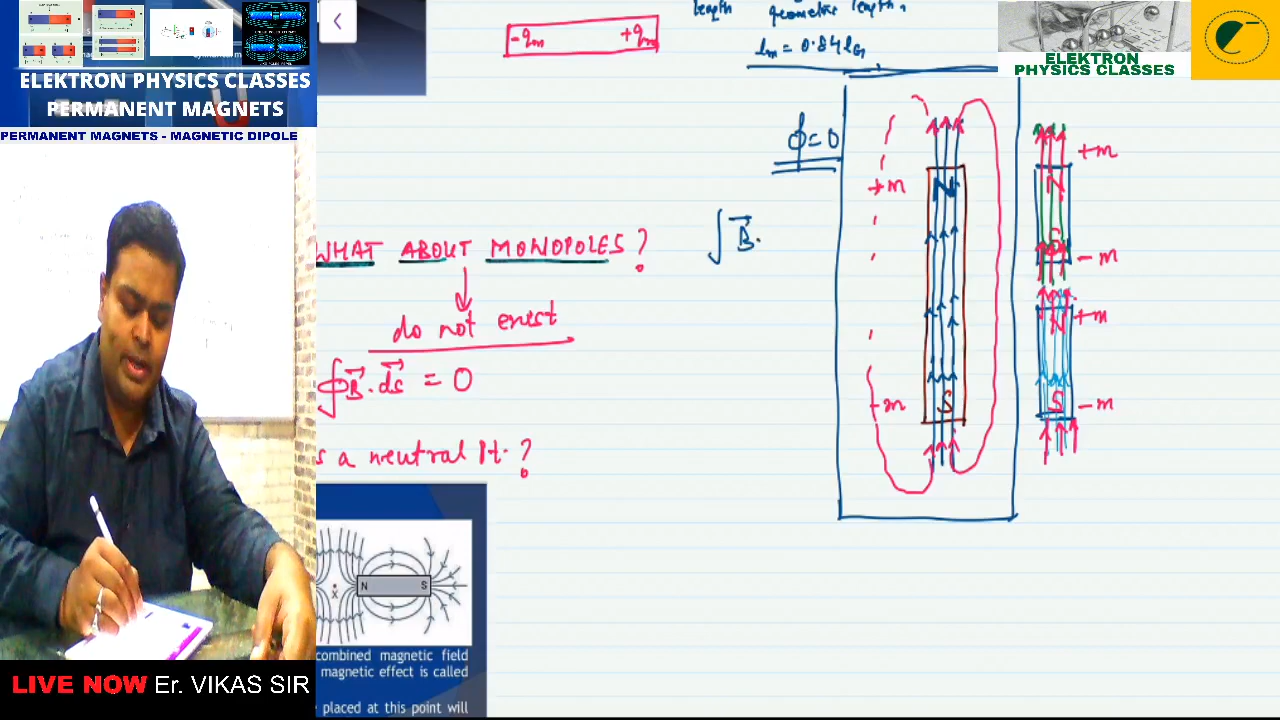 ELEKTRON PHYSICS CLASSES
PERMANENT MAGNETS
PERMANENT MAGNETS - MAGNETIC DIPOLE
-qm +qm
length geometric length.
lm = 0.84lG
ELEKTRON
PHYSICS CLASSES
ϕ=0
∫B⃗.
WHAT ABOUT MONOPOLES?
do not exist
∮B⃗.ds⃗ = 0
s a neutral Pt.?
+m
N
-m
S
N
+m
S
-m
N
+m
S
-m
N S
x
combined magnetic field
magnetic effect is called
placed at this point will
LIVE NOW Er. VIKAS SIR